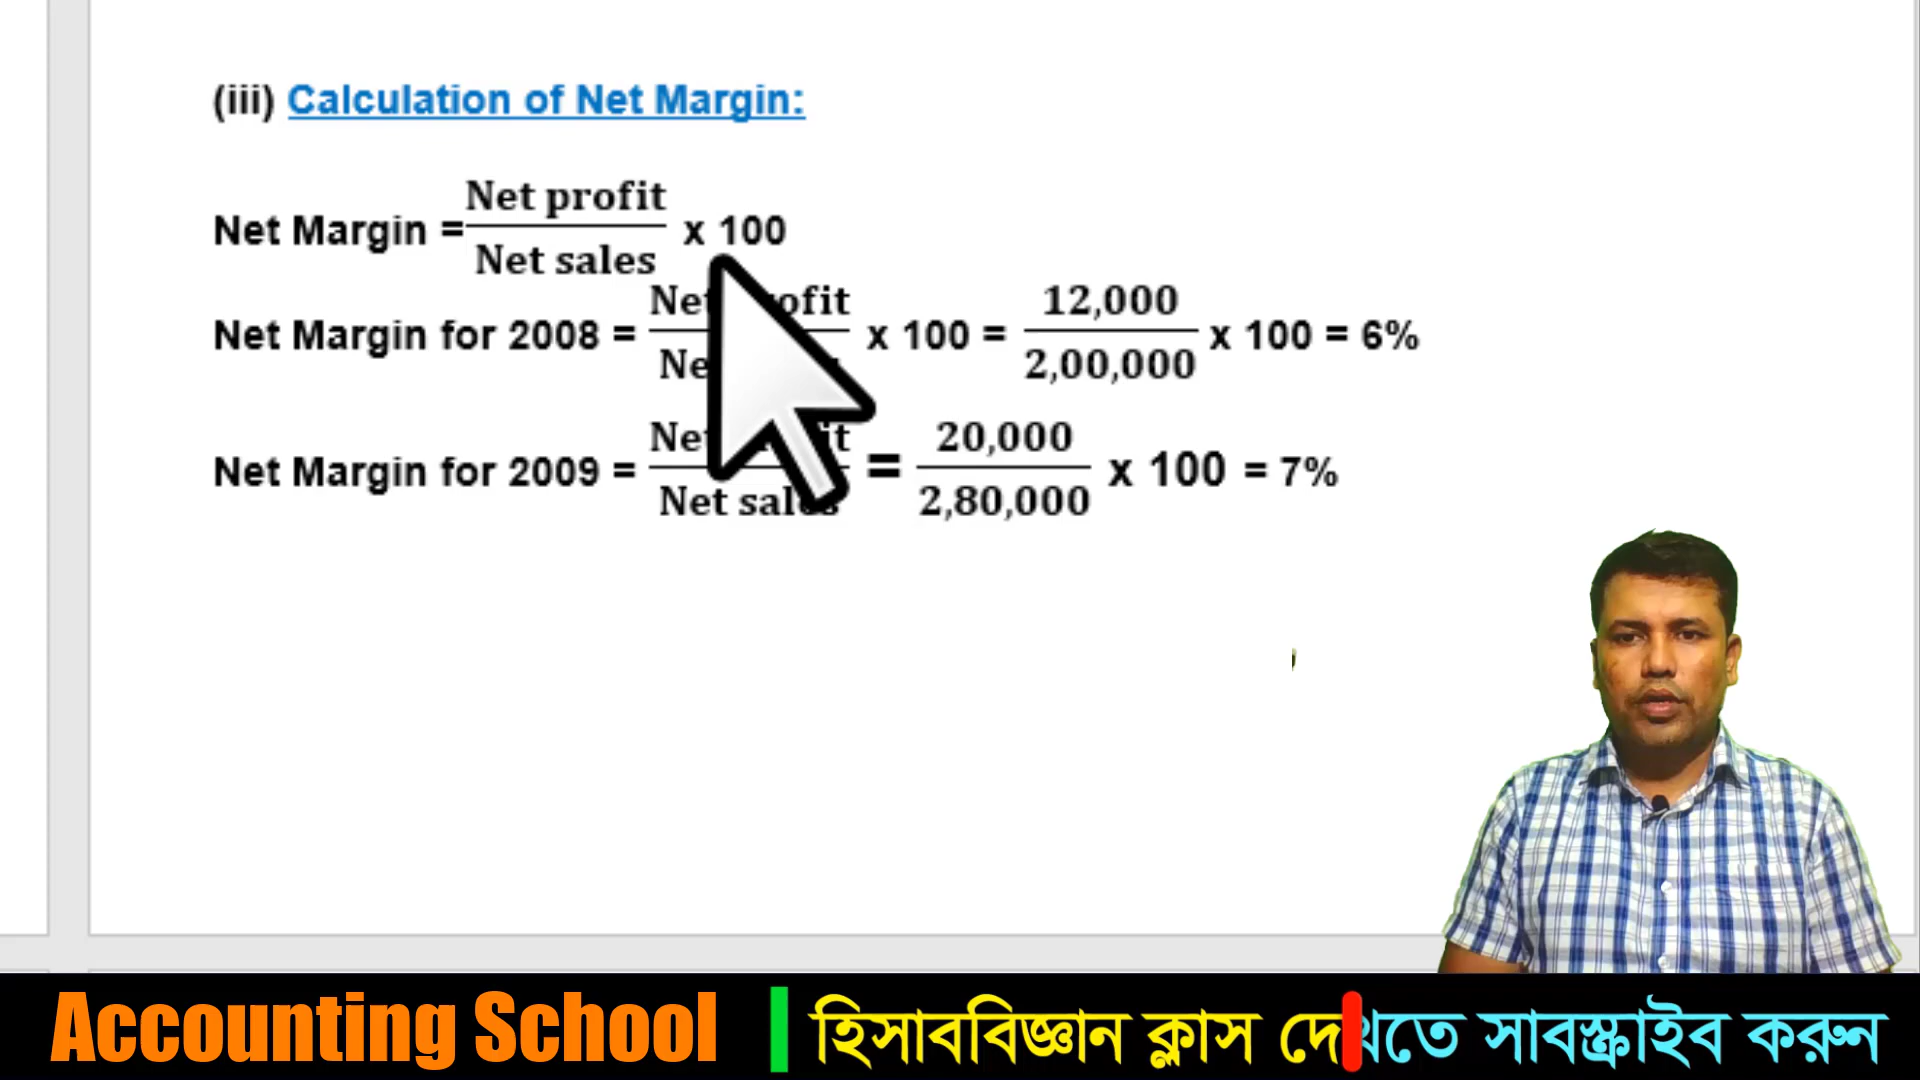 (iii) Calculation of Net Margin:
Net Margin = Net profit / Net sales x 100
Net Margin for 2008 = x 100 = 12,000 / 2,00,000 x 100 = 6%
Net Margin for 2009 = Net sales = 20,000 / 2,80,000 x 100 = 7%
Accounting School হিসাববিজ্ঞান ক্লাস দেখতে সাবস্ক্রাইব করুন